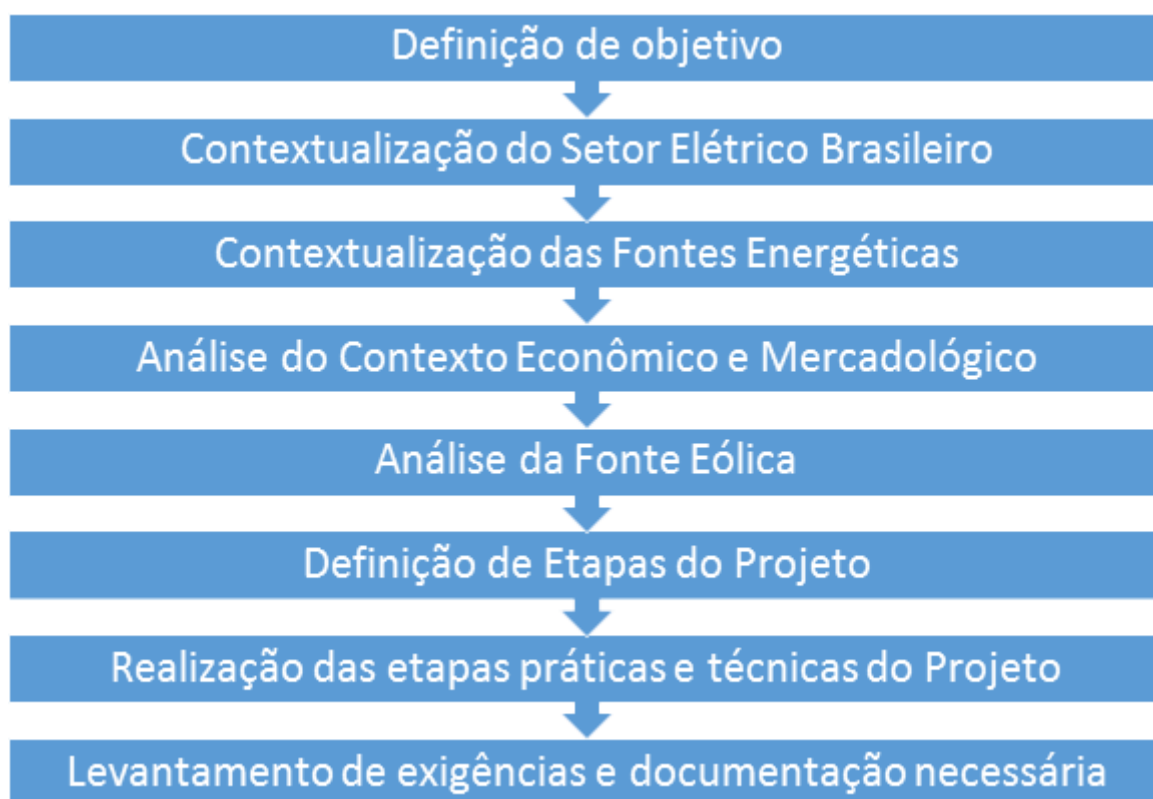 Definição de objetivo
Contextualização do Setor Elétrico Brasileiro
Contextualização das Fontes Energéticas
Análise do Contexto Econômico e Mercadológico
Análise da Fonte Eólica
Definição de Etapas do Projeto
Realização das etapas práticas e técnicas do Projeto
Levantamento de exigências e documentação necessária